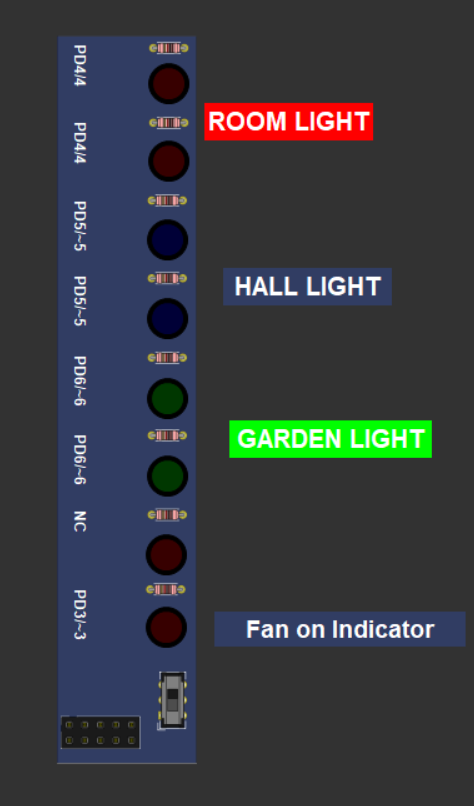 PD4/4
PD4/4
ROOM LIGHT
PD5/~5
PD5/~5
HALL LIGHT
PD6/~6
PD6/~6
GARDEN LIGHT
NC
PD3/~3
Fan on Indicator